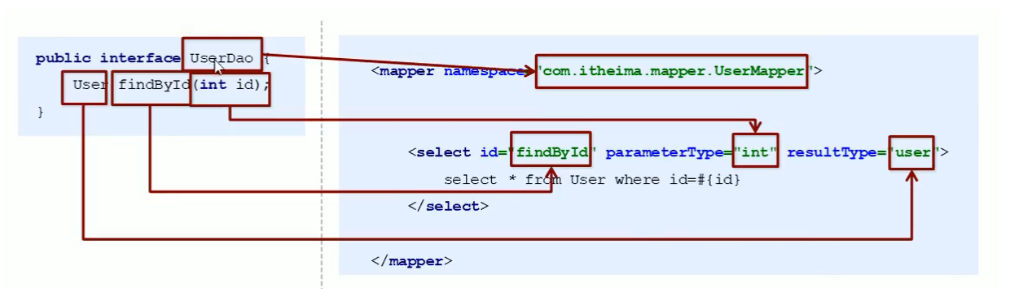 public interface UserDao {
User findById(int id);
}
<mapper namespace "com.itheima.mapper.UserMapper">
<select id="findById" parameterType="int" resultType="user">
select * from User where id=#{id}
</select>
</mapper>